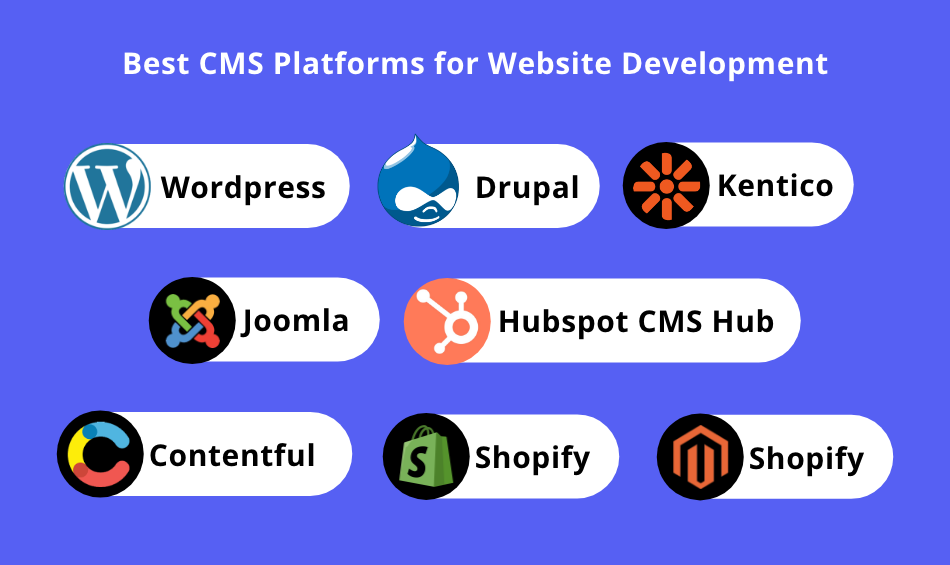 Best CMS Platforms for Website Development
Wordpress
Drupal
Kentico
Joomla
Hubspot CMS Hub
Contentful
Shopify
Shopify